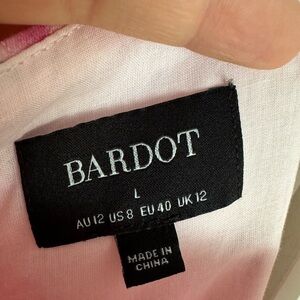 BARDOT
L
AU 12 US 8 EU 40 UK 12
MADE IN
CHINA